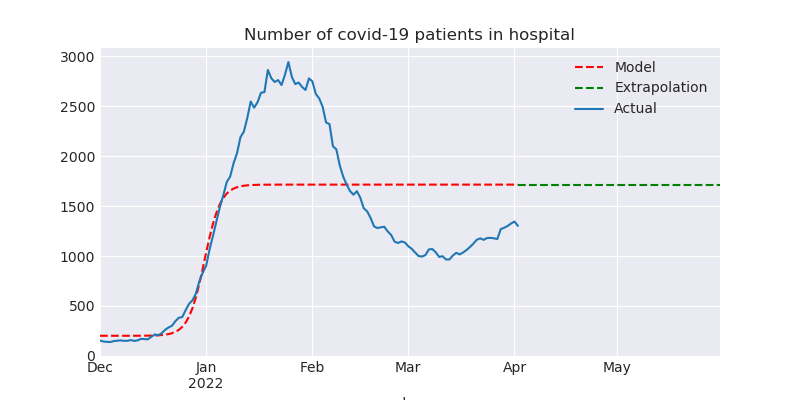 Number of covid-19 patients in hospital
3000
2500
2000
1500
1000
500
0
Model
Extrapolation
Actual
Dec
Jan
2022
Feb
Mar
Apr
May